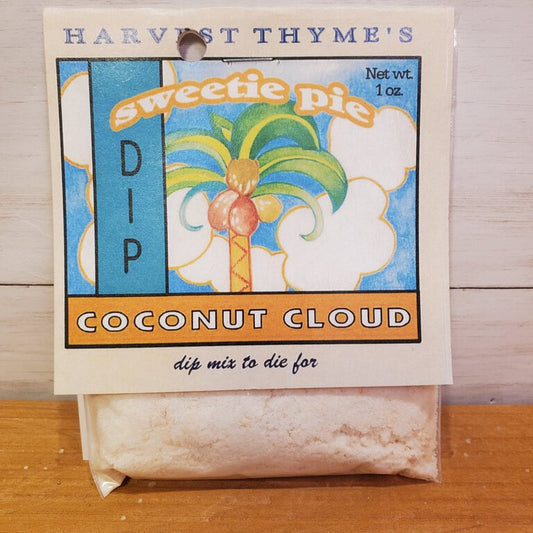 HARVEST THYME'S
sweetie pie
Net wt.
1 oz.
DIP
COCONUT CLOUD
dip mix to die for